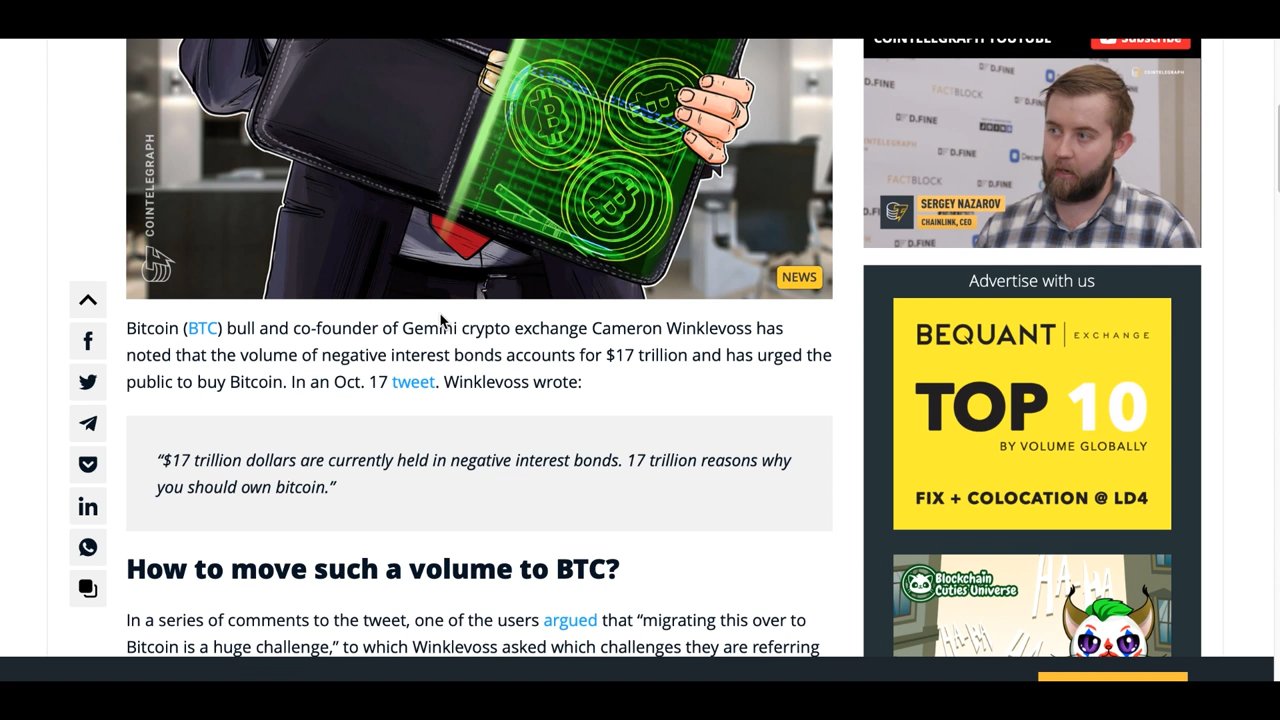 COINTELEGRAPH YOUTUBE
Subscribe
COINTELEGRAPH
NEWS
Bitcoin (BTC) bull and co-founder of Gemini crypto exchange Cameron Winklevoss has
noted that the volume of negative interest bonds accounts for $17 trillion and has urged the
public to buy Bitcoin. In an Oct. 17 tweet. Winklevoss wrote:
“$17 trillion dollars are currently held in negative interest bonds. 17 trillion reasons why
you should own bitcoin.”
How to move such a volume to BTC?
In a series of comments to the tweet, one of the users argued that “migrating this over to
Bitcoin is a huge challenge,” to which Winklevoss asked which challenges they are referring
COINTELEGRAPH
D.FINE
FACTBLOCK
D.FINE
D.FINE
FACTBLOCK
D.FINE
SERGEY NAZAROV
CHAINLINK, CEO
Advertise with us
BEQUANT | EXCHANGE
TOP 10
BY VOLUME GLOBALLY
FIX + COLOCATION @ LD4
Blockchain
Cuties Universe
HA-HA